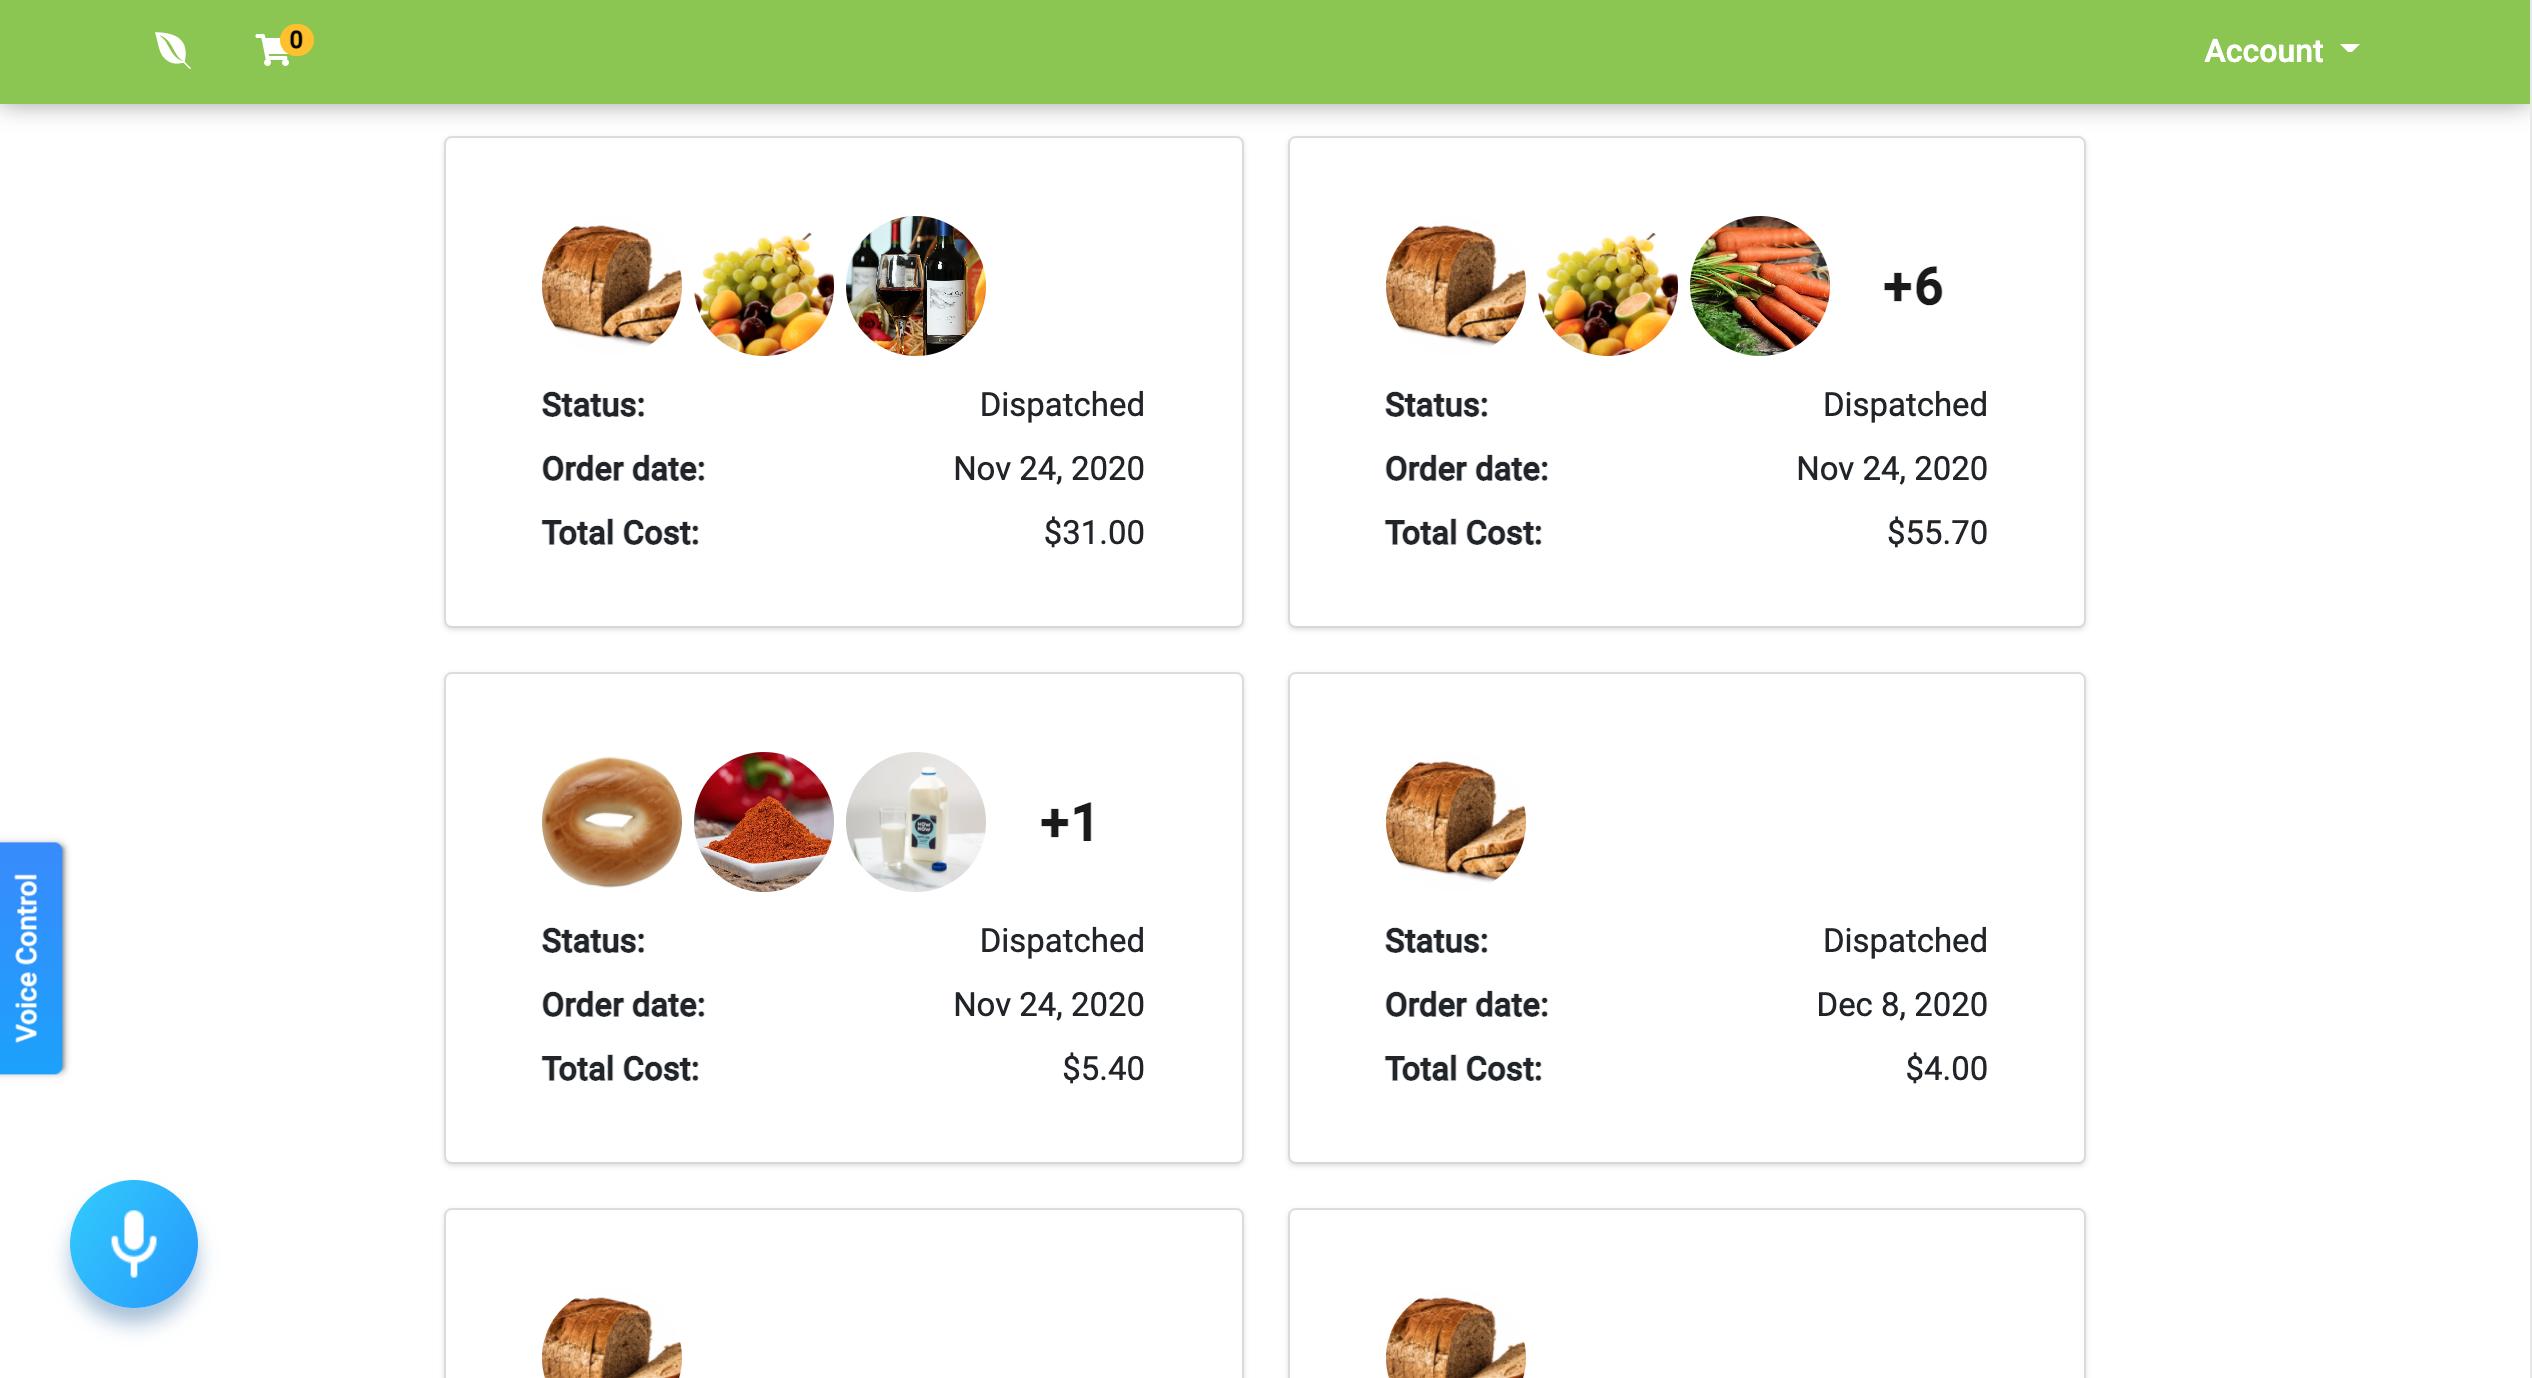 0
Account
+6
Status: Dispatched
Order date: Nov 24, 2020
Total Cost: $31.00
Status: Dispatched
Order date: Nov 24, 2020
Total Cost: $55.70
+1
Status: Dispatched
Order date: Nov 24, 2020
Total Cost: $5.40
Status: Dispatched
Order date: Dec 8, 2020
Total Cost: $4.00
Voice Control